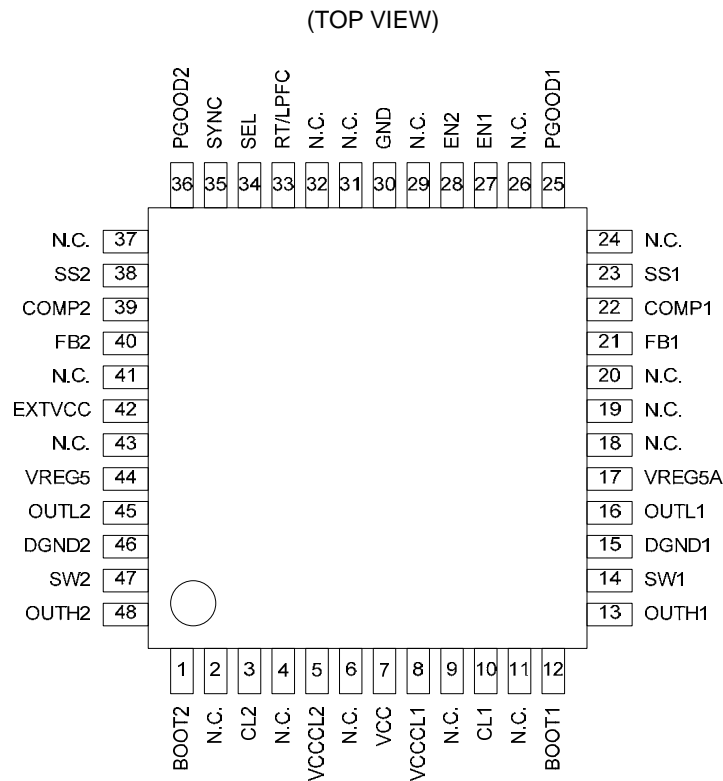 (TOP VIEW)
PGOOD2
SYNC
SEL
RT/LPFC
N.C.
N.C.
GND
N.C.
EN2
EN1
N.C.
PGOOD1
36 35 34 33 32 31 30 29 28 27 26 25
N.C. 37 24 N.C.
SS2 38 23 SS1
COMP2 39 22 COMP1
FB2 40 21 FB1
N.C. 41 20 N.C.
EXTVCC 42 19 N.C.
N.C. 43 18 N.C.
VREG5 44 17 VREG5A
OUTL2 45 16 OUTL1
DGND2 46 15 DGND1
SW2 47 14 SW1
OUTH2 48 13 OUTH1
1 2 3 4 5 6 7 8 9 10 11 12
BOOT2
N.C.
CL2
N.C.
VCCCL2
N.C.
VCC
VCCCL1
N.C.
CL1
N.C.
BOOT1